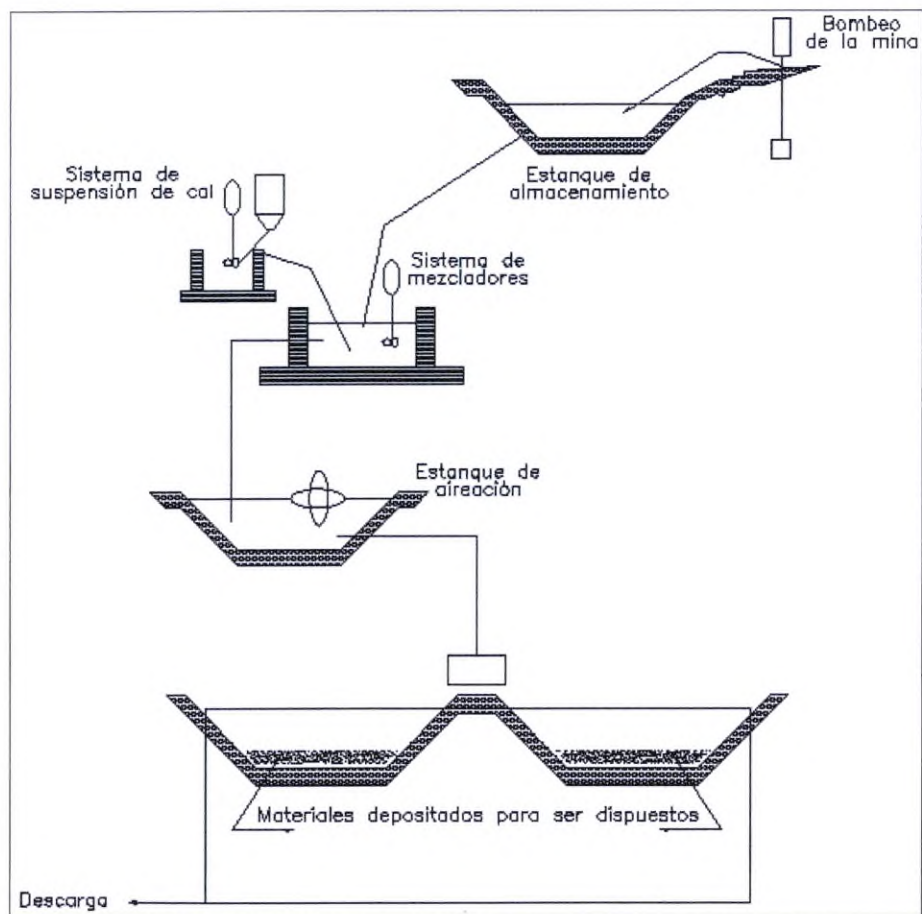 Bombeo
de la mina
Estanque de
almacenamiento
Sistema de
suspensión de cal
Sistema de
mezcladores
Estanque de
aireación
Materiales depositados para ser dispuestos
Descarga